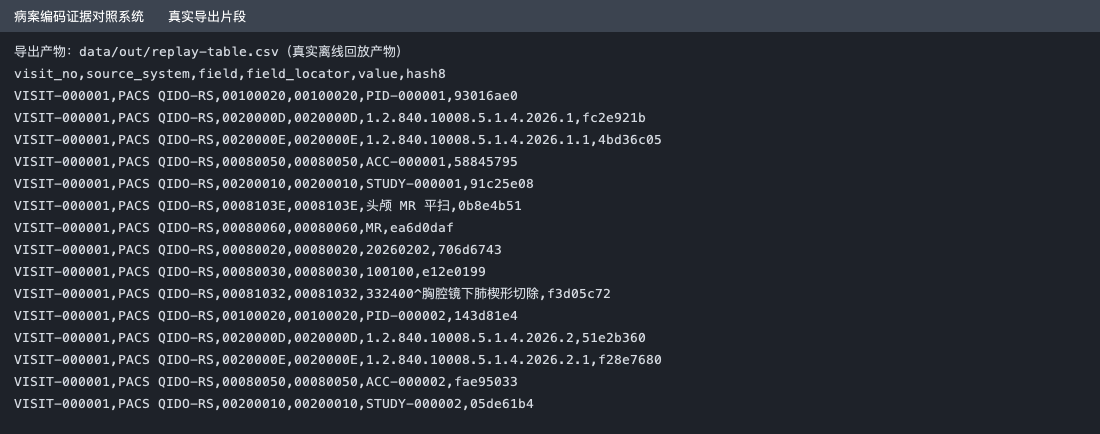 病案编码证据对照系统 真实导出片段
导出产物：data/out/replay-table.csv（真实离线回放产物）
visit_no,source_system,field,field_locator,value,hash8
VISIT-000001,PACS QIDO-RS,00100020,00100020,PID-000001,93016ae0
VISIT-000001,PACS QIDO-RS,0020000D,0020000D,1.2.840.10008.5.1.4.2026.1,fc2e921b
VISIT-000001,PACS QIDO-RS,0020000E,0020000E,1.2.840.10008.5.1.4.2026.1.1,4bd36c05
VISIT-000001,PACS QIDO-RS,00080050,00080050,ACC-000001,58845795
VISIT-000001,PACS QIDO-RS,00200010,00200010,STUDY-000001,91c25e08
VISIT-000001,PACS QIDO-RS,0008103E,0008103E,头颅 MR 平扫,0b8e4b51
VISIT-000001,PACS QIDO-RS,00080060,00080060,MR,ea6d0daf
VISIT-000001,PACS QIDO-RS,00080020,00080020,20260202,706d6743
VISIT-000001,PACS QIDO-RS,00080030,00080030,100100,e12e0199
VISIT-000001,PACS QIDO-RS,00081032,00081032,332400^胸腔镜下肺楔形切除,f3d05c72
VISIT-000001,PACS QIDO-RS,00100020,00100020,PID-000002,143d81e4
VISIT-000001,PACS QIDO-RS,0020000D,0020000D,1.2.840.10008.5.1.4.2026.2,51e2b360
VISIT-000001,PACS QIDO-RS,0020000E,0020000E,1.2.840.10008.5.1.4.2026.2.1,f28e7680
VISIT-000001,PACS QIDO-RS,00080050,00080050,ACC-000002,fae95033
VISIT-000001,PACS QIDO-RS,00200010,00200010,STUDY-000002,05de61b4